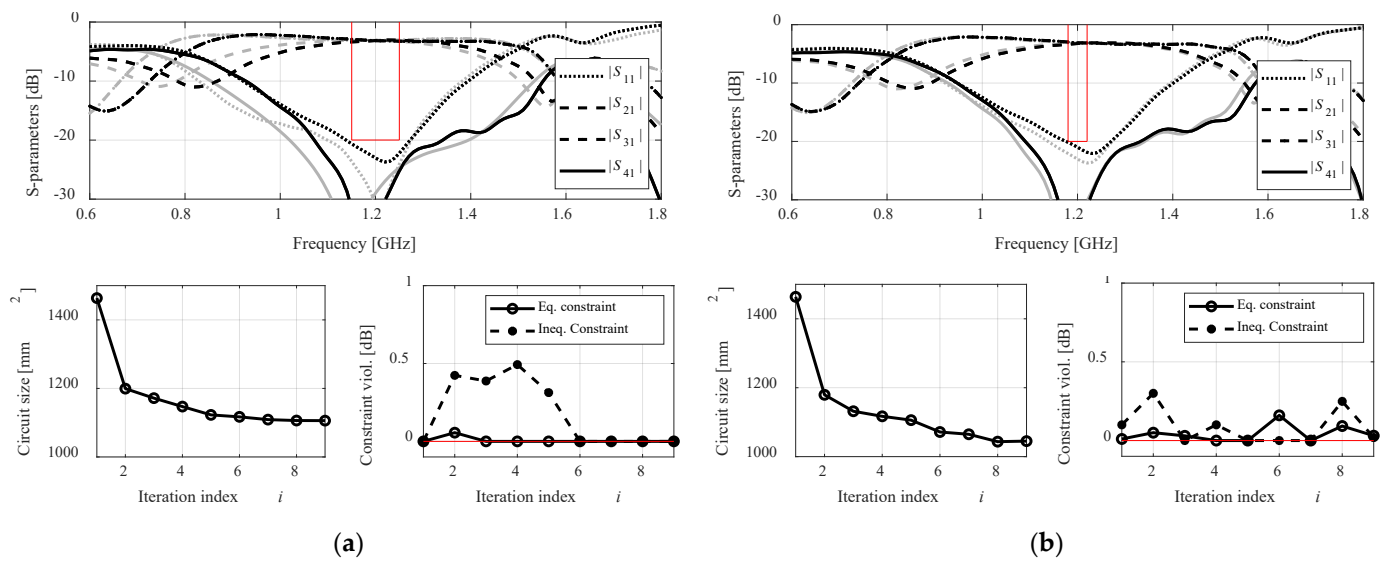 0
-10
-20
-30
S-parameters [dB]
0.6
0.8
1
1.2
1.4
1.6
1.8
Frequency [GHz]
|S11|
|S21|
|S31|
|S41|
0
-10
-20
-30
S-parameters [dB]
0.6
0.8
1
1.2
1.4
1.6
1.8
Frequency [GHz]
|S11|
|S21|
|S31|
|S41|
Circuit size [mm 2 ]
1400
1200
1000
2
4
6
8
Iteration index i
Constraint viol. [dB]
1
0.5
0
Eq. constraint
Ineq. Constraint
2
4
6
8
Iteration index i
Circuit size [mm 2 ]
1400
1200
1000
2
4
6
8
Iteration index i
Constraint viol. [dB]
1
0.5
0
Eq. constraint
Ineq. Constraint
2
4
6
8
Iteration index i
(a)
(b)